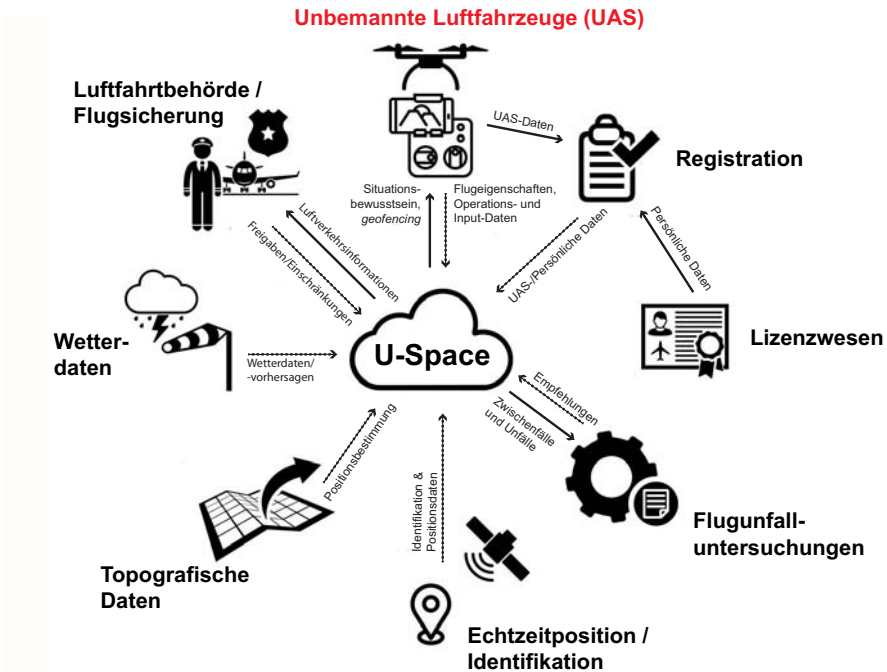 Unbemannte Luftfahrzeuge (UAS)
Luftfahrtbehörde /
Flugsicherung
UAS-Daten
Registration
Situations-
bewusstsein,
geofencing
Flugeigenschaften,
Operations- und
Input-Daten
Luftverkehrsinformationen
Freigaben/Einschränkungen
UAS-/Persönliche Daten
Persönliche Daten
Wetter-
daten
Wetterdaten/
-vorhersagen
U-Space
Lizenzwesen
Empfehlungen
Zwischenfälle
und Unfälle
Positionsbestimmung
Identifikation &
Positionsdaten
Flugunfall-
untersuchungen
Topografische
Daten
Echtzeitposition /
Identifikation